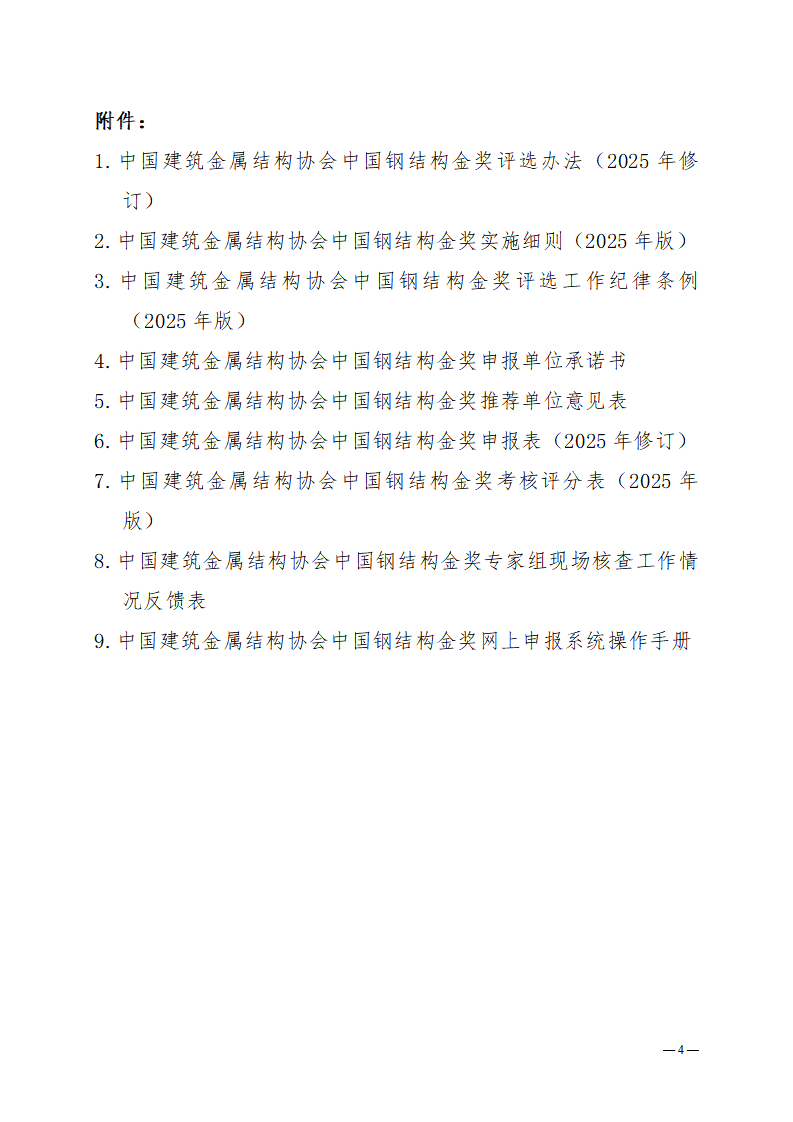 附件：
1. 中国建筑金属结构协会中国钢结构金奖评选办法（2025 年修
订）
2. 中国建筑金属结构协会中国钢结构金奖实施细则（2025 年版）
3. 中国建筑金属结构协会中国钢结构金奖评选工作纪律条例
（2025 年版）
4. 中国建筑金属结构协会中国钢结构金奖申报单位承诺书
5. 中国建筑金属结构协会中国钢结构金奖推荐单位意见表
6. 中国建筑金属结构协会中国钢结构金奖申报表（2025 年修订）
7. 中国建筑金属结构协会中国钢结构金奖考核评分表（2025 年
版）
8. 中国建筑金属结构协会中国钢结构金奖专家组现场核查工作情
况反馈表
9. 中国建筑金属结构协会中国钢结构金奖网上申报系统操作手册
— 4 —